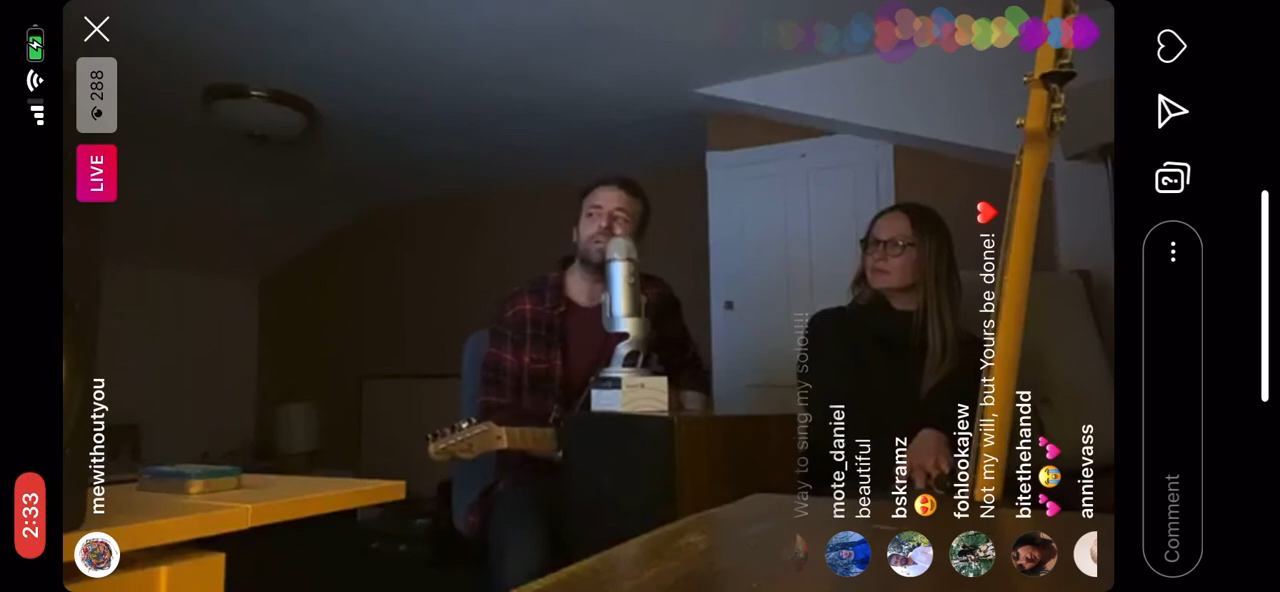 2:33
mewithoutyou
LIVE
288
Way to sing my solo!!!!
mote_daniel
beautiful
bskramz
😍
fohlookajew
Not my will, but Yours be done! ❤️
bitethehandd
💕😭💕
annievass
Comment